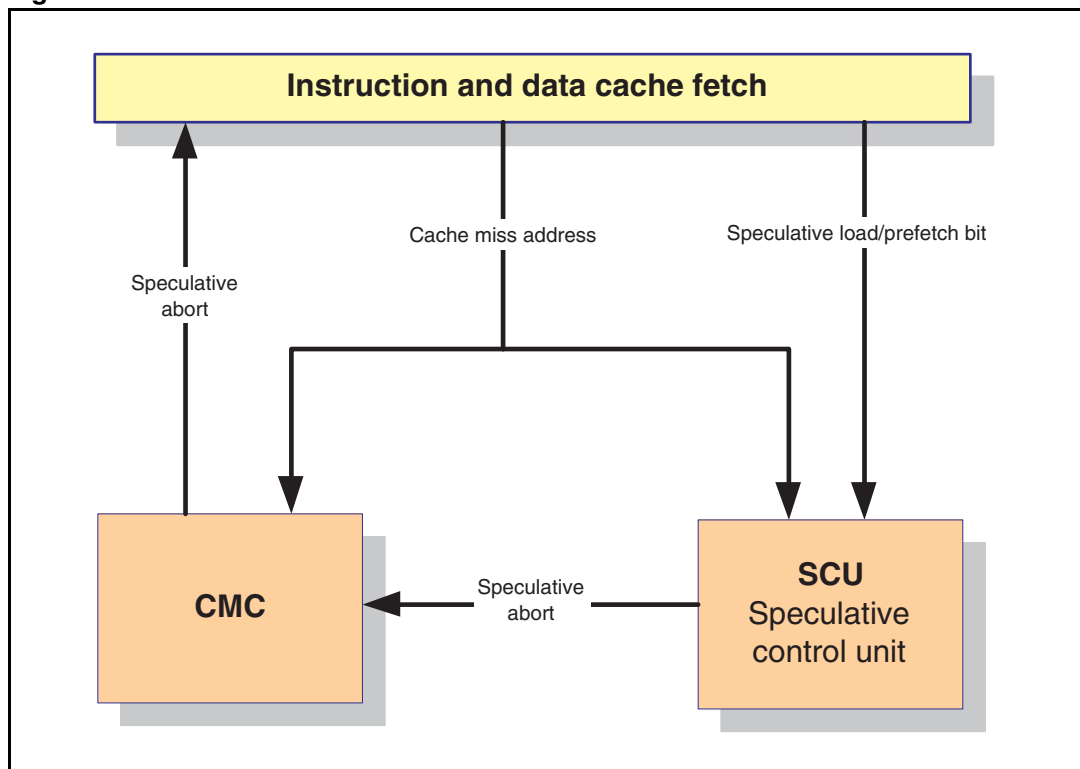 Instruction and data cache fetch
Cache miss address
Speculative load/prefetch bit
Speculative
abort
CMC
Speculative
abort
SCU
Speculative
control unit